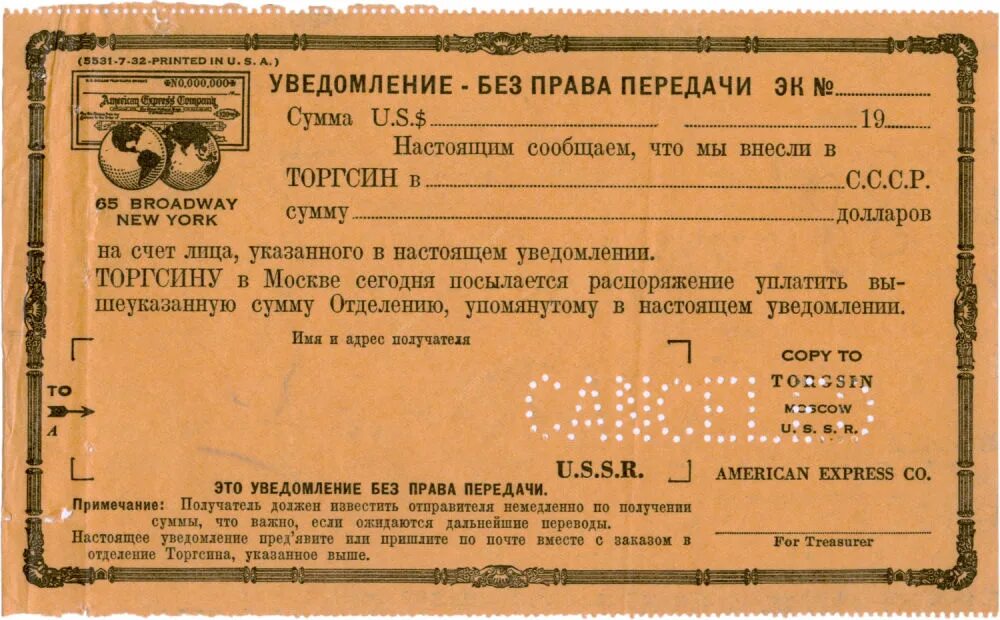 (5531-7-32-PRINTED IN U.S.A.)
УВЕДОМЛЕНИЕ - БЕЗ ПРАВА ПЕРЕДАЧИ ЭК №
№0,000,000
American Express Company
65 BROADWAY
NEW YORK
Сумма U.S.$ 19
Настоящим сообщаем, что мы внесли в
ТОРГСИН в С.С.С.Р.
сумму долларов
на счет лица, указанного в настоящем уведомлении.
ТОРГСИНУ в Москве сегодня посылается распоряжение уплатить вы-
шеуказанную сумму Отделению, упомянутому в настоящем уведомлении.
Имя и адрес получателя
TO
A
COPY TO
TORGSIN
MOSCOW
U. S. S. R.
CANCELLED
U.S.S.R.
AMERICAN EXPRESS CO.
ЭТО УВЕДОМЛЕНИЕ БЕЗ ПРАВА ПЕРЕДАЧИ.
Примечание: Получатель должен известить отправителя немедленно по получении
суммы, что важно, если ожидаются дальнейшие переводы.
Настоящее уведомление пред'явите или пришлите по почте вместе с заказом в
отделение Торгсина, указанное выше.
For Treasurer